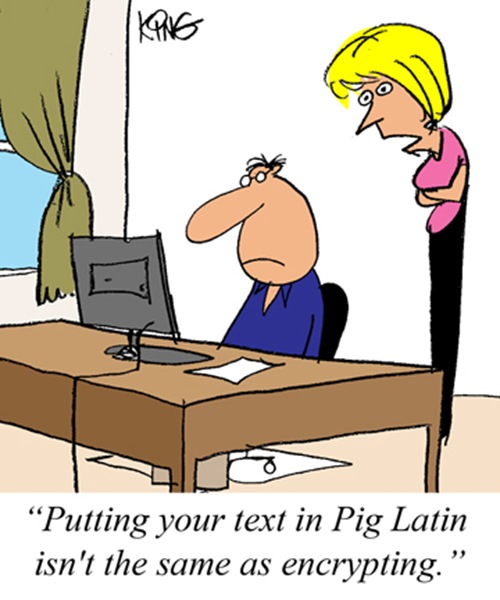 KING
“Putting your text in Pig Latin
isn't the same as encrypting.”